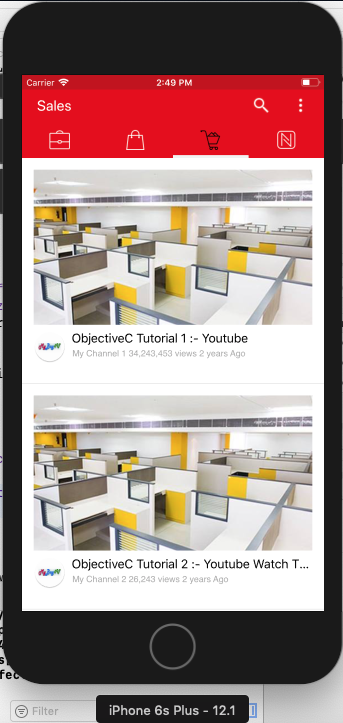 Carrier 2:49 PM
Sales
N
ObjectiveC Tutorial 1 :- Youtube
My Channel 1 34,243,453 views 2 years Ago
ObjectiveC Tutorial 2 :- Youtube Watch T...
My Channel 2 26,243 views 2 years Ago
Filter
iPhone 6s Plus - 12.1